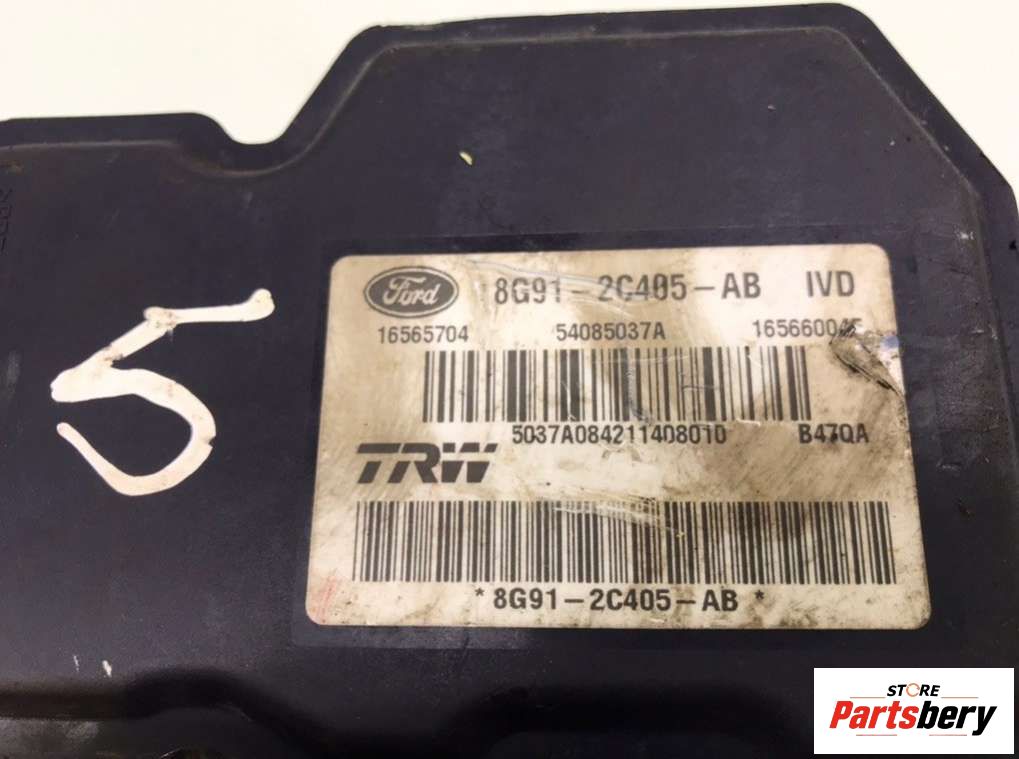 5
Ford 8G91-2C405-AB IVD
16565704 54085037A
5037A084211408010 B47QA
TRW
*8G91-2C405-AB*
STORE
Partsbery